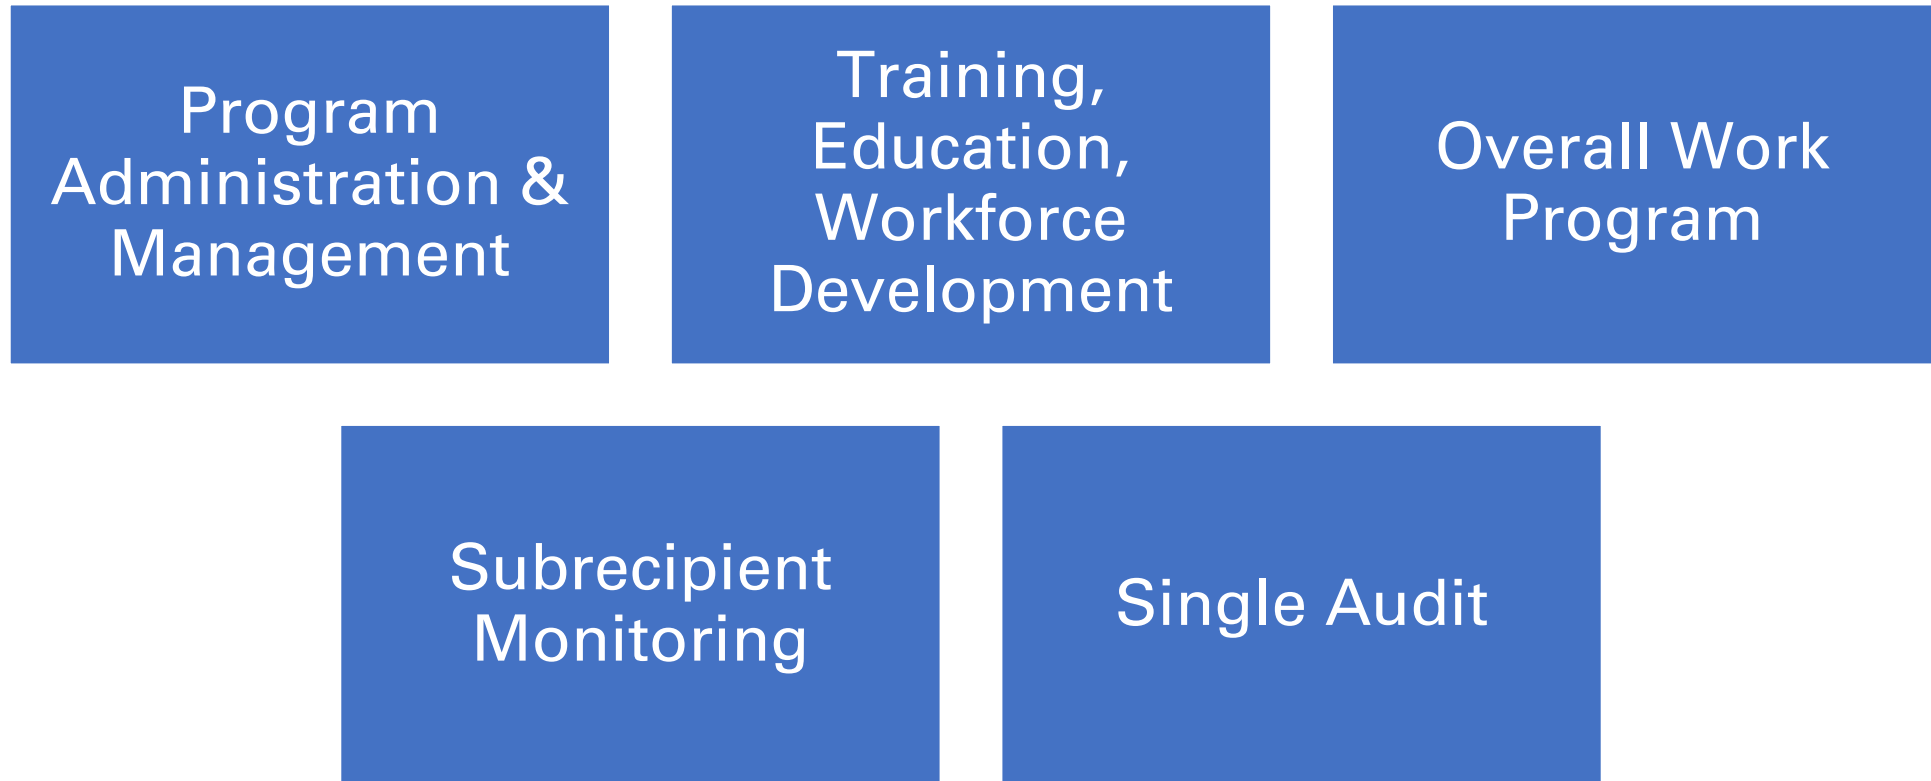 Program
Administration &
Management
Training,
Education,
Workforce
Development
Overall Work
Program
Subrecipient
Monitoring
Single Audit